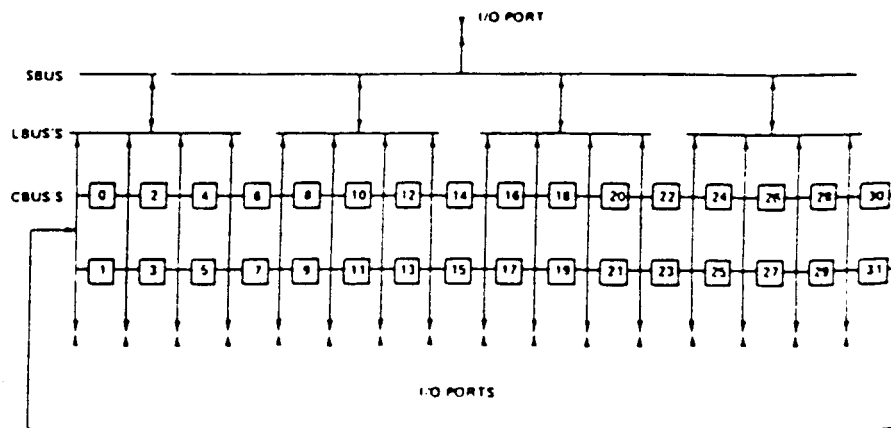 I/O PORT
SBUS
LBUS'S
CBUS S 0 2 4 6 8 10 12 14 16 18 20 22 24 26 28 30
1 3 5 7 9 11 13 15 17 19 21 23 25 27 29 31
I/O PORTS